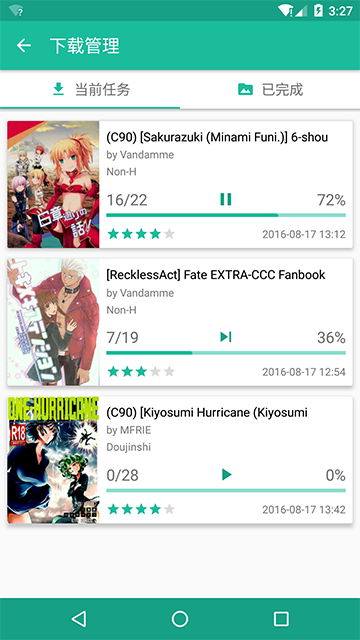 3:27
下载管理
当前任务
已完成
(C90) [Sakurazuki (Minami Funi.)] 6-shou
by Vandamme
Non-H
16/22
72%
2016-08-17 13:12
[RecklessAct] Fate EXTRA-CCC Fanbook
by Vandamme
Non-H
7/19
36%
2016-08-17 12:54
ONE HURRICANE
R18
(C90) [Kiyosumi Hurricane (Kiyosumi
by MFRIE
Doujinshi
0/28
0%
2016-08-17 13:42